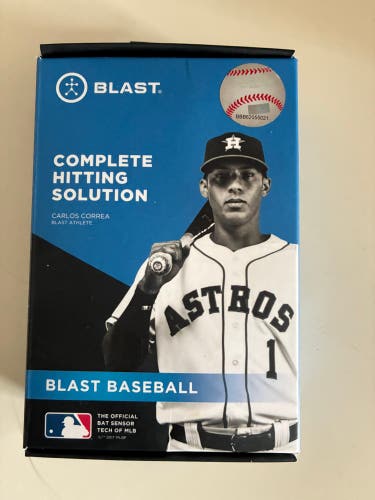 BLAST®
BBB62555021
COMPLETE
HITTING
SOLUTION
CARLOS CORREA
BLAST ATHLETE
H
ASTROS
1
BLAST BASEBALL
THE OFFICIAL
BAT SENSOR
TECH OF MLB